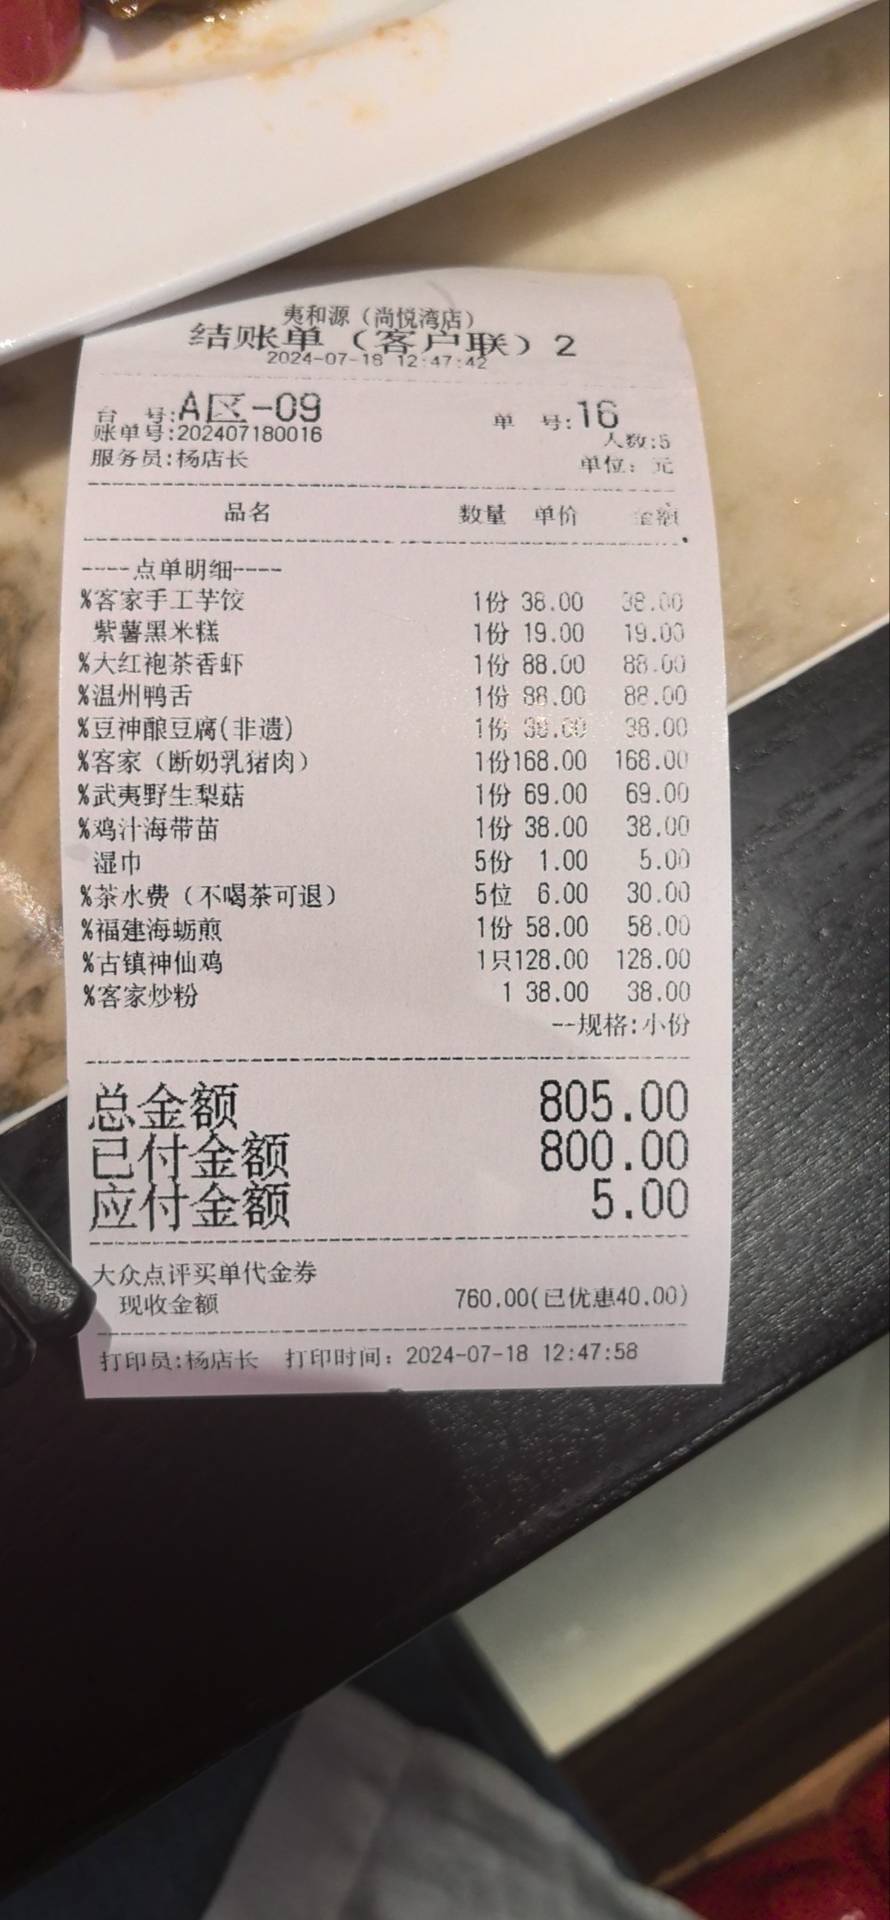 夷和源（尚悦湾店）
结账单（客户联）2
2024-07-18 12:47:42
台 号:A区-09 单 号:16
账单号:202407180016 人数:5
服务员:杨店长 单位: 元
品名 数量 单价 金额
----点单明细----
%客家手工芋饺 1份 38.00 38.00
紫薯黑米糕 1份 19.00 19.00
%大红袍茶香虾 1份 88.00 88.00
%温州鸭舌 1份 88.00 88.00
%豆神酿豆腐(非遗) 1份 38.00 38.00
%客家（断奶乳猪肉） 1份168.00 168.00
%武夷野生梨菇 1份 69.00 69.00
%鸡汁海带苗 1份 38.00 38.00
湿巾 5份 1.00 5.00
%茶水费（不喝茶可退） 5位 6.00 30.00
%福建海蛎煎 1份 58.00 58.00
%古镇神仙鸡 1只128.00 128.00
%客家炒粉 1 38.00 38.00
--规格:小份
总金额 805.00
已付金额 800.00
应付金额 5.00
大众点评买单代金券
现收金额 760.00(已优惠40.00)
打印员:杨店长 打印时间: 2024-07-18 12:47:58